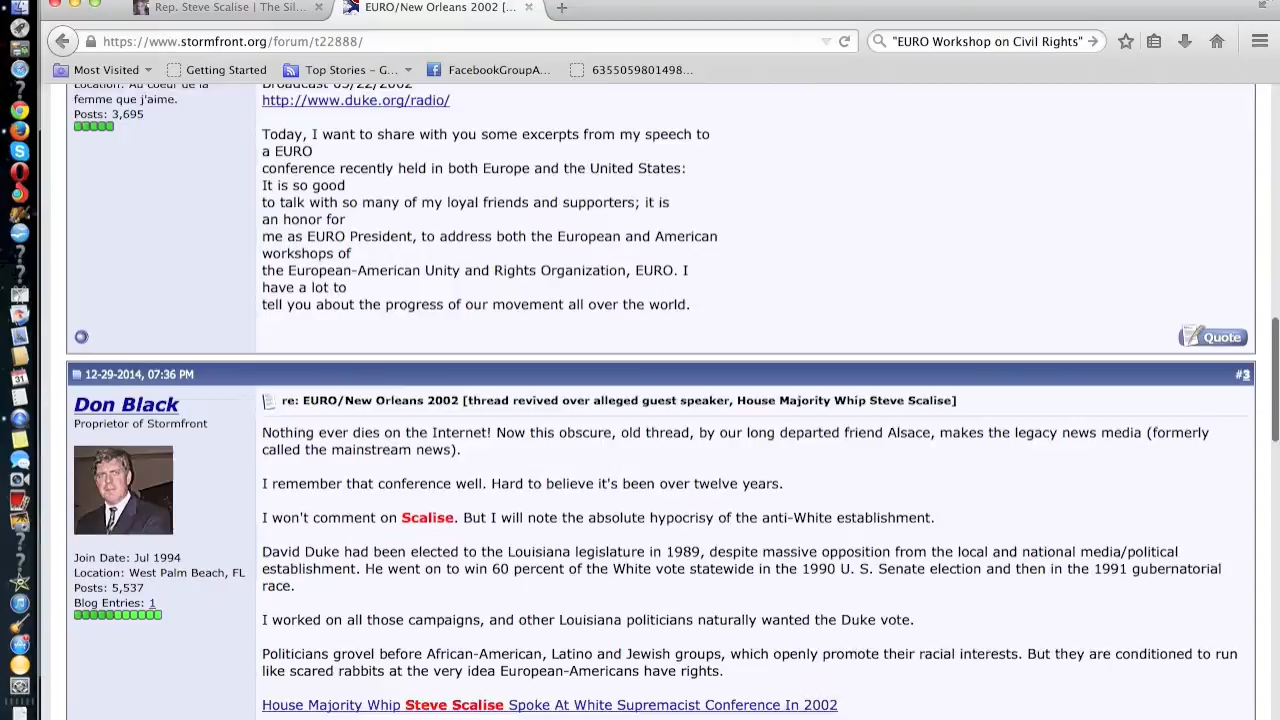 Rep. Steve Scalise | The Sil...
EURO/New Orleans 2002 [...
https://www.stormfront.org/forum/t22888/
"EURO Workshop on Civil Rights"
Most Visited
Getting Started
Top Stories – G...
FacebookGroupA...
6355059801498...
Location: Au coeur de la
femme que j'aime.
Posts: 3,695
Broadcast 05/22/2002
http://www.duke.org/radio/
Today, I want to share with you some excerpts from my speech to
a EURO
conference recently held in both Europe and the United States:
It is so good
to talk with so many of my loyal friends and supporters; it is
an honor for
me as EURO President, to address both the European and American
workshops of
the European-American Unity and Rights Organization, EURO. I
have a lot to
tell you about the progress of our movement all over the world.
Quote
12-29-2014, 07:36 PM
#3
Don Black
Proprietor of Stormfront
Join Date: Jul 1994
Location: West Palm Beach, FL
Posts: 5,537
Blog Entries: 1
re: EURO/New Orleans 2002 [thread revived over alleged guest speaker, House Majority Whip Steve Scalise]
Nothing ever dies on the Internet! Now this obscure, old thread, by our long departed friend Alsace, makes the legacy news media (formerly
called the mainstream news).
I remember that conference well. Hard to believe it's been over twelve years.
I won't comment on Scalise. But I will note the absolute hypocrisy of the anti-White establishment.
David Duke had been elected to the Louisiana legislature in 1989, despite massive opposition from the local and national media/political
establishment. He went on to win 60 percent of the White vote statewide in the 1990 U. S. Senate election and then in the 1991 gubernatorial
race.
I worked on all those campaigns, and other Louisiana politicians naturally wanted the Duke vote.
Politicians grovel before African-American, Latino and Jewish groups, which openly promote their racial interests. But they are conditioned to run
like scared rabbits at the very idea European-Americans have rights.
House Majority Whip Steve Scalise Spoke At White Supremacist Conference In 2002
31